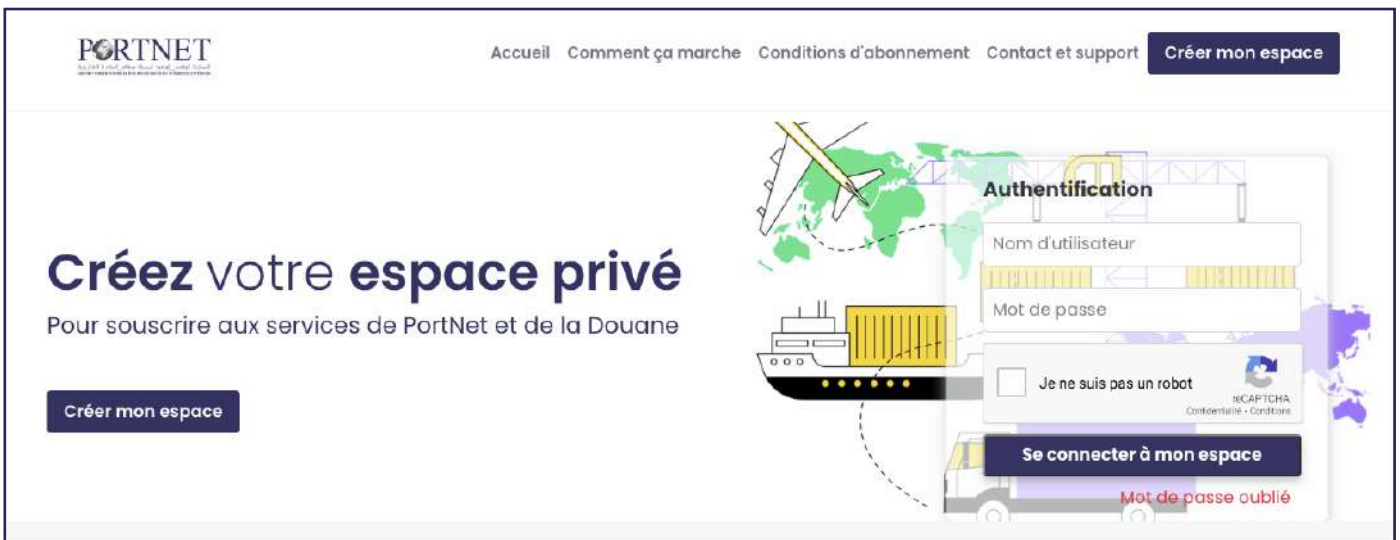 PORTNET
Accueil Comment ça marche Conditions d'abonnement Contact et support Créer mon espace
Authentification
Nom d'utilisateur
Créez votre espace privé
Mot de passe
Pour souscrire aux services de PortNet et de la Douane
Je ne suis pas un robot
reCAPTCHA
Confidentialité - Conditions
Créer mon espace
Se connecter à mon espace
Mot de passe oublié